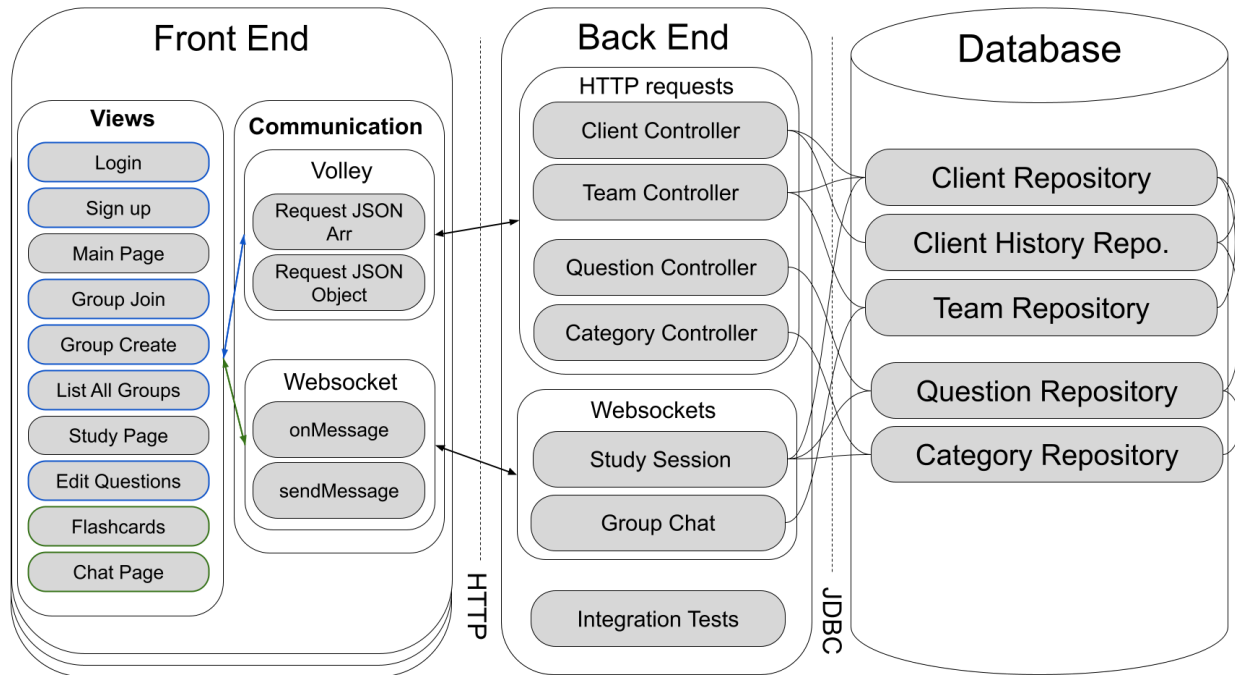 Front End
Views
Login
Sign up
Main Page
Group Join
Group Create
List All Groups
Study Page
Edit Questions
Flashcards
Chat Page
Communication
Volley
Request JSON
Arr
Request JSON
Object
Websocket
onMessage
sendMessage
HTTP
Back End
HTTP requests
Client Controller
Team Controller
Question Controller
Category Controller
Websockets
Study Session
Group Chat
Integration Tests
JDBC
Database
Client Repository
Client History Repo.
Team Repository
Question Repository
Category Repository